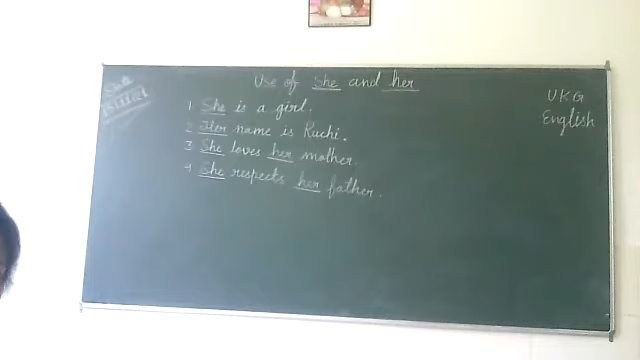 Use of She and her
UKG
English
1 She is a girl.
2 Her name is Ruchi.
3 She loves her mother.
4 She respects her father.